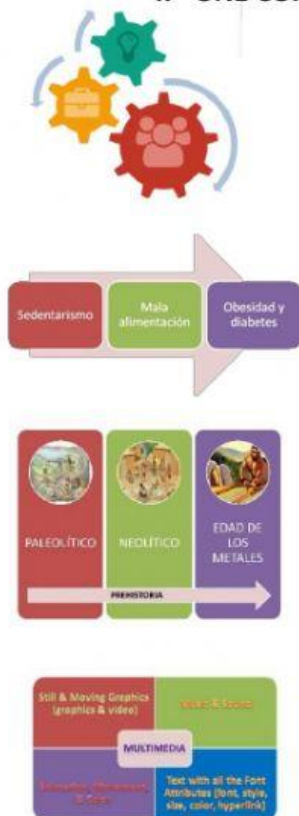 Sedentarismo
Mala
alimentación
Obesidad y
diabetes
PALEOLÍTICO
NEOLÍTICO
EDAD DE
LOS
METALES
PREHISTORIA
Still & Moving Graphics
(graphics & video)
MULTIMEDIA
Text with all the Font
Attributes (font, style,
size, color, hyperlink)